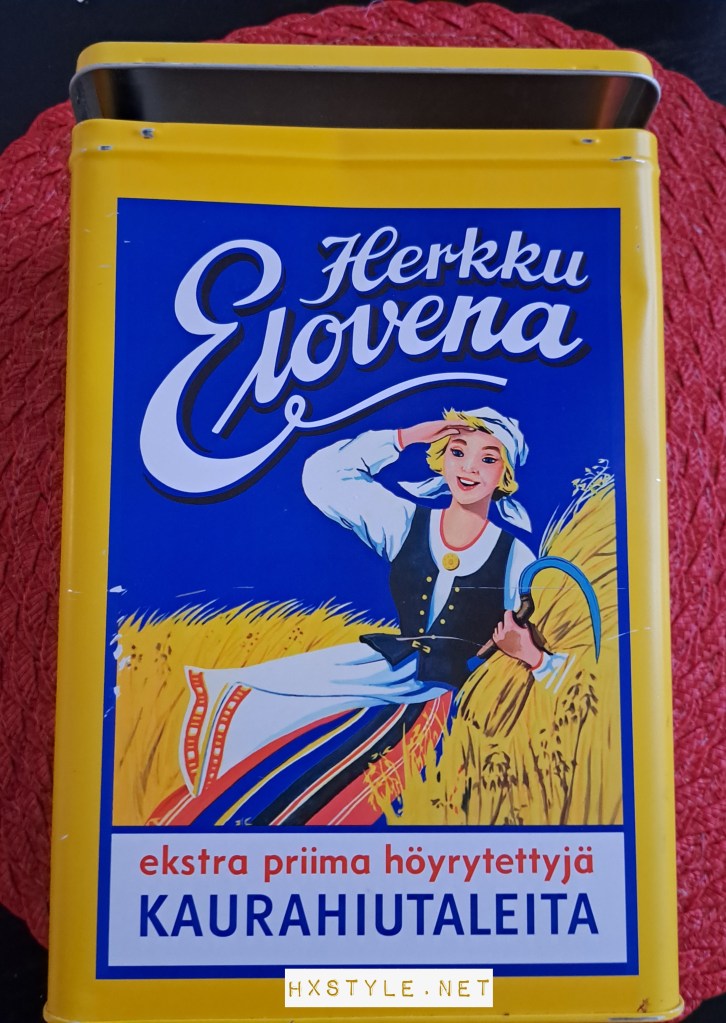 Herkku
Elovena
ekstra priima höyrytettyjä
KAURAHIUTALEITA
HXSTYLE.NET